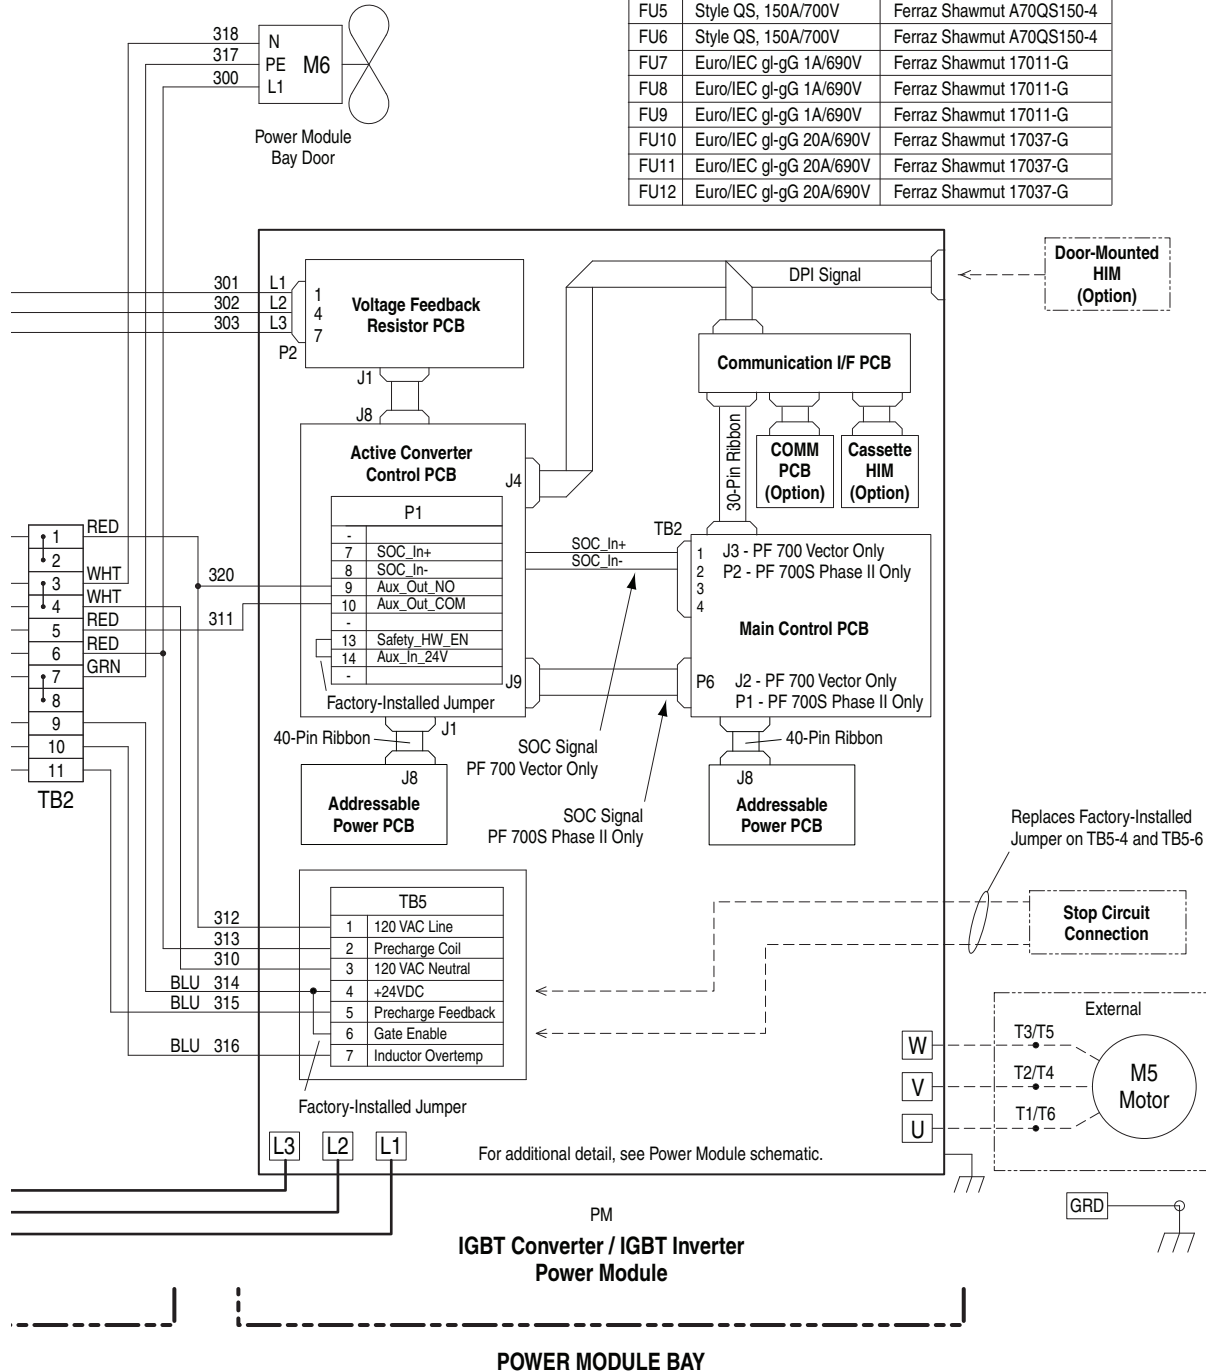 FU5 Style QS, 150A/700V Ferraz Shawmut A70QS150-4
FU6 Style QS, 150A/700V Ferraz Shawmut A70QS150-4
FU7 Euro/IEC gl-gG 1A/690V Ferraz Shawmut 17011-G
FU8 Euro/IEC gl-gG 1A/690V Ferraz Shawmut 17011-G
FU9 Euro/IEC gl-gG 1A/690V Ferraz Shawmut 17011-G
FU10 Euro/IEC gl-gG 20A/690V Ferraz Shawmut 17037-G
FU11 Euro/IEC gl-gG 20A/690V Ferraz Shawmut 17037-G
FU12 Euro/IEC gl-gG 20A/690V Ferraz Shawmut 17037-G
318 N
317 PE M6
300 L1
Power Module
Bay Door
Door-Mounted
HIM
(Option)
DPI Signal
301 L1 1
302 L2 4
303 L3 7
P2
Voltage Feedback
Resistor PCB
J1
J8
Communication I/F PCB
30-Pin Ribbon
COMM
PCB
(Option)
Cassette
HIM
(Option)
Active Converter
Control PCB
J4
P1
-
7 SOC_In+
8 SOC_In-
9 Aux_Out_NO
10 Aux_Out_COM
-
13 Safety_HW_EN
14 Aux_In_24V
-
Factory-Installed Jumper
J9
J1
SOC_In+
SOC_In-
TB2
1
2
3
4
J3 - PF 700 Vector Only
P2 - PF 700S Phase II Only
Main Control PCB
P6
J2 - PF 700 Vector Only
P1 - PF 700S Phase II Only
1 RED
2
3 WHT
4 WHT
5 RED
6 RED
7 GRN
8
9
10
11
TB2
320
311
40-Pin Ribbon
J8
Addressable
Power PCB
SOC Signal
PF 700 Vector Only
SOC Signal
PF 700S Phase II Only
40-Pin Ribbon
J8
Addressable
Power PCB
Replaces Factory-Installed
Jumper on TB5-4 and TB5-6
Stop Circuit
Connection
TB5
312 1 120 VAC Line
313 2 Precharge Coil
310 3 120 VAC Neutral
BLU 314 4 +24VDC
BLU 315 5 Precharge Feedback
6 Gate Enable
BLU 316 7 Inductor Overtemp
Factory-Installed Jumper
External
W T3/T5
V T2/T4
U T1/T6
M5
Motor
L3 L2 L1
For additional detail, see Power Module schematic.
GRD
PM
IGBT Converter / IGBT Inverter
Power Module
POWER MODULE BAY